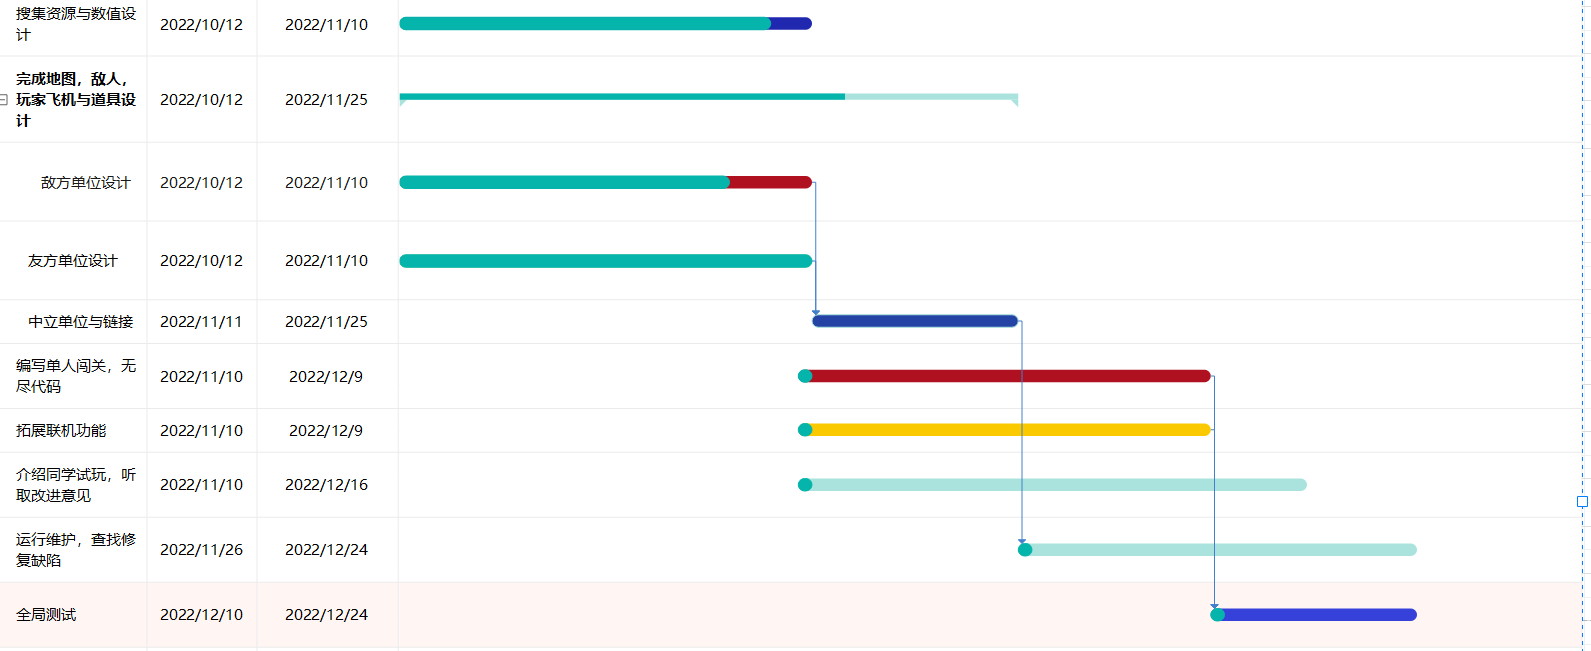 搜集资源与数值设
计
2022/10/12
2022/11/10
完成地图，敌人，
玩家飞机与道具设
计
2022/10/12
2022/11/25
敌方单位设计
2022/10/12
2022/11/10
友方单位设计
2022/10/12
2022/11/10
中立单位与链接
2022/11/11
2022/11/25
编写单人闯关，无
尽代码
2022/11/10
2022/12/9
拓展联机功能
2022/11/10
2022/12/9
介绍同学试玩，听
取改进意见
2022/11/10
2022/12/16
运行维护，查找修
复缺陷
2022/11/26
2022/12/24
全局测试
2022/12/10
2022/12/24